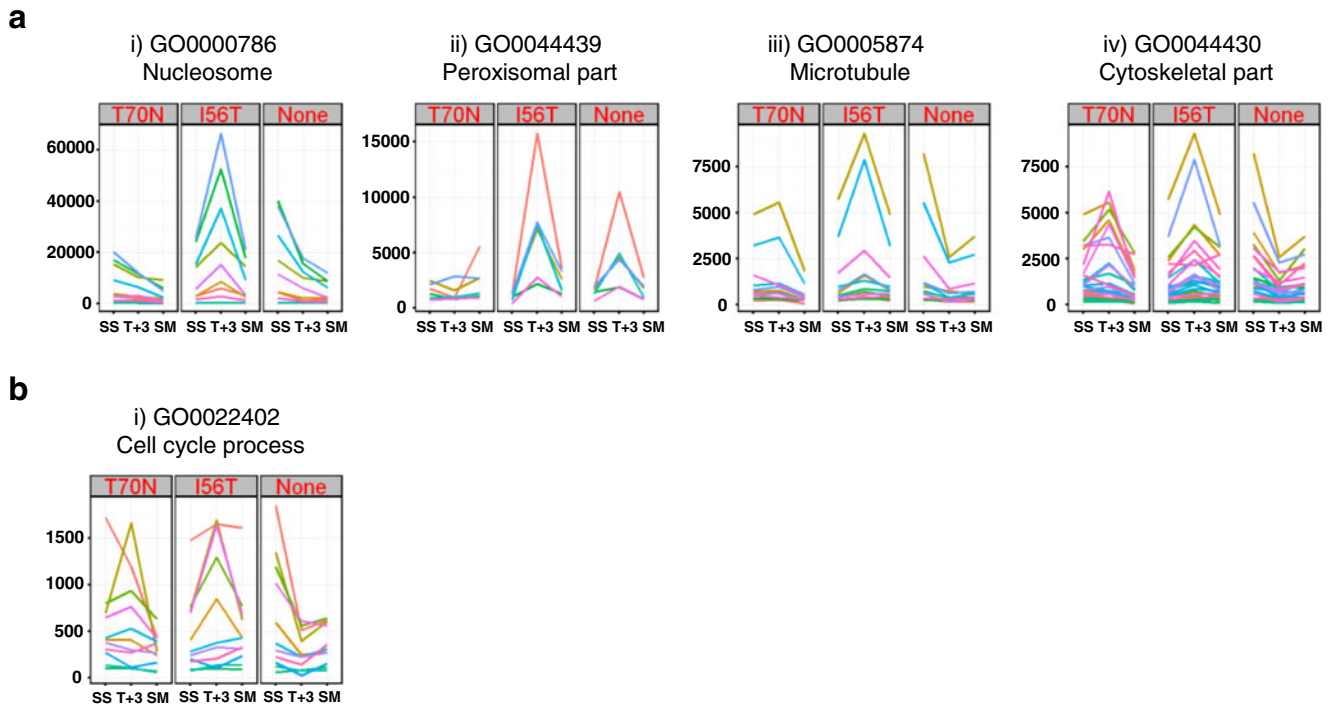 a
i) GO0000786
Nucleosome
T70N I56T None
60000
40000
20000
0
SS T+3 SM SS T+3 SM SS T+3 SM
ii) GO0044439
Peroxisomal part
T70N I56T None
15000
10000
5000
0
SS T+3 SM SS T+3 SM SS T+3 SM
iii) GO0005874
Microtubule
T70N I56T None
7500
5000
2500
0
SS T+3 SM SS T+3 SM SS T+3 SM
iv) GO0044430
Cytoskeletal part
T70N I56T None
7500
5000
2500
0
SS T+3 SM SS T+3 SM SS T+3 SM
b
i) GO0022402
Cell cycle process
T70N I56T None
1500
1000
500
0
SS T+3 SM SS T+3 SM SS T+3 SM